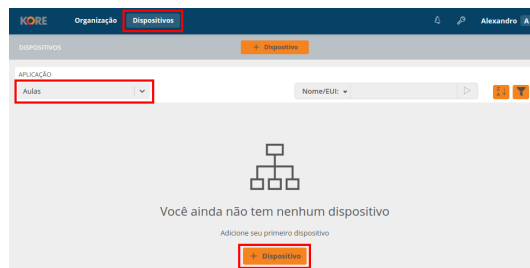 KORE Organização Dispositivos Alexandro A
DISPOSITIVOS + Dispositivo
APLICAÇÃO
Aulas Nome/EUI:
Você ainda não tem nenhum dispositivo
Adicione seu primeiro dispositivo
+ Dispositivo